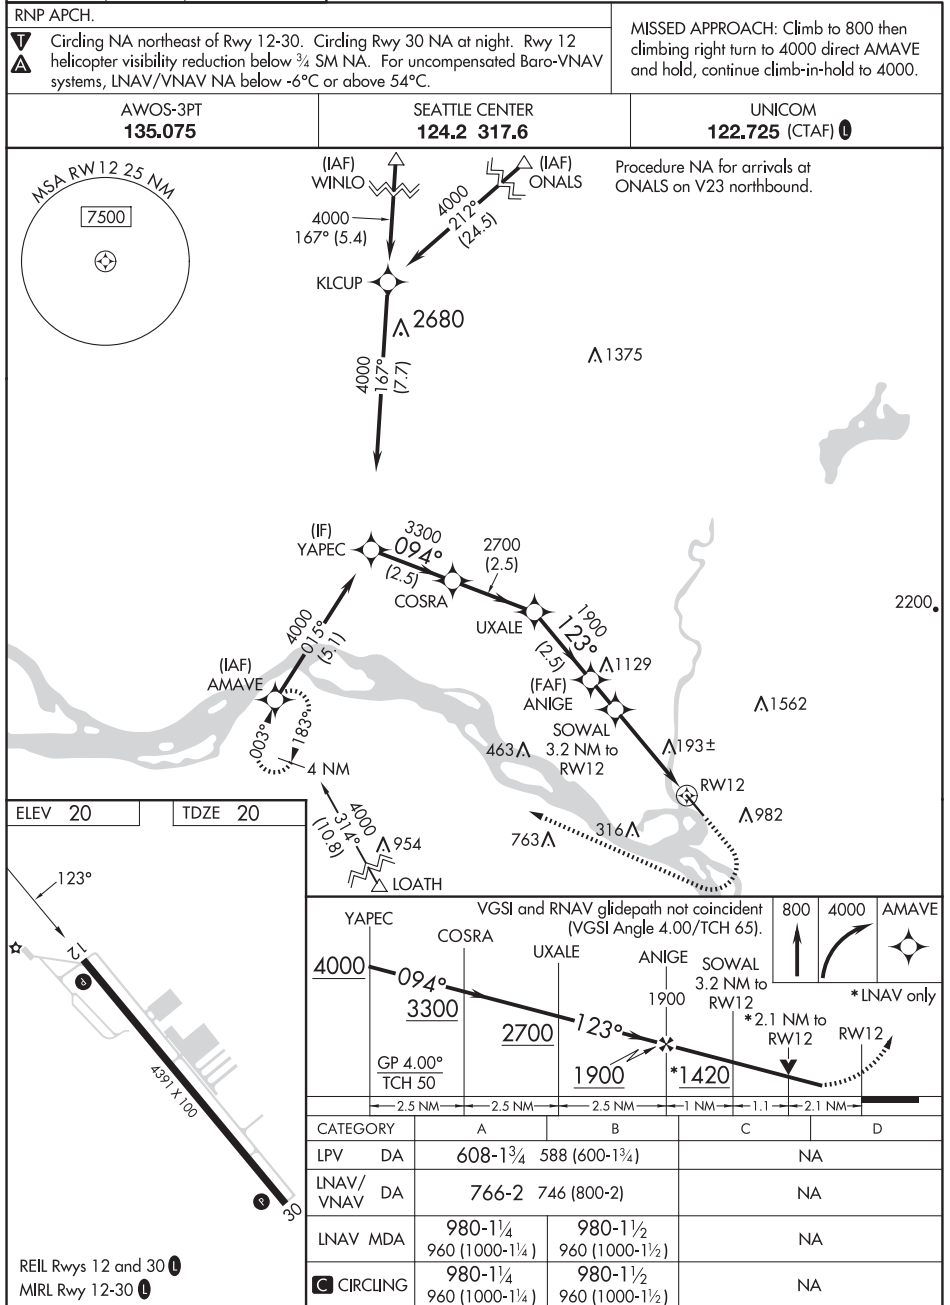 RNP APCH.
T
A
Circling NA northeast of Rwy 12-30. Circling Rwy 30 NA at night. Rwy 12
helicopter visibility reduction below ¾ SM NA. For uncompensated Baro-VNAV
systems, LNAV/VNAV NA below -6°C or above 54°C.
MISSED APPROACH: Climb to 800 then
climbing right turn to 4000 direct AMAVE
and hold, continue climb-in-hold to 4000.
AWOS-3PT
135.075
SEATTLE CENTER
124.2 317.6
UNICOM
122.725 (CTAF) L
MSA RW12 25 NM
7500
(IAF)
WINLO
(IAF)
ONALS
Procedure NA for arrivals at
ONALS on V23 northbound.
4000
167° (5.4)
4000
212°
(24.5)
KLCUP
2680
1375
4000
167°
(7.7)
(IF)
YAPEC
3300
094°
(2.5)
2700
(2.5)
COSRA
UXALE
1900
123°
(2.5)
2200
4000
015°
(5.1)
(IAF)
AMAVE
1129
(FAF)
ANIGE
1562
003°
183°
SOWAL
3.2 NM to
RW12
463
193±
4 NM
RW12
4000
314°
(10.8)
954
763
316
982
LOATH
ELEV 20
TDZE 20
123°
12
P
4391 X 100
P
30
REIL Rwys 12 and 30 L
MIRL Rwy 12-30 L
VGSI and RNAV glidepath not coincident
(VGSI Angle 4.00/TCH 65).
800
4000
AMAVE
YAPEC
COSRA
UXALE
ANIGE
SOWAL
3.2 NM to
RW12
*LNAV only
*2.1 NM to
RW12
RW12
4000
094°
3300
2700
123°
1900
1900
*1420
GP 4.00°
TCH 50
2.5 NM
2.5 NM
2.5 NM
1 NM
1.1
2.1 NM
CATEGORY A B C D
LPV DA 608-1¾ 588 (600-1¾) NA
LNAV/
VNAV DA 766-2 746 (800-2) NA
LNAV MDA 980-1¼ 980-1½ NA
960 (1000-1¼) 960 (1000-1½)
C CIRCLING 980-1¼ 980-1½ NA
960 (1000-1¼) 960 (1000-1½)